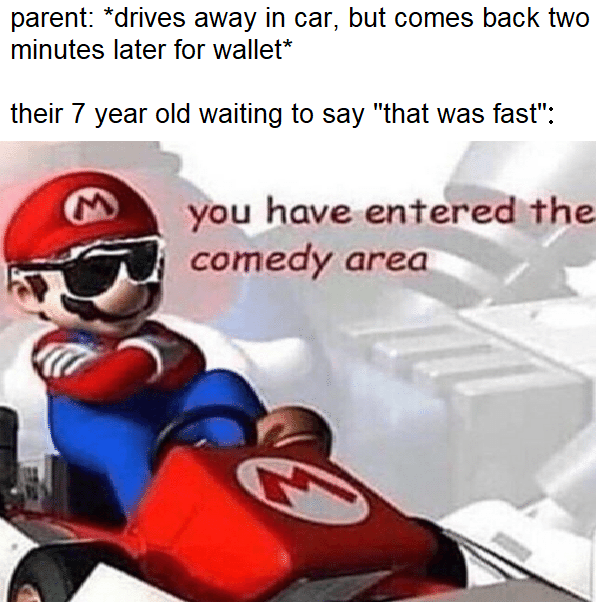 parent: *drives away in car, but comes back two
minutes later for wallet*
their 7 year old waiting to say "that was fast":
M
you have entered the
comedy area
M